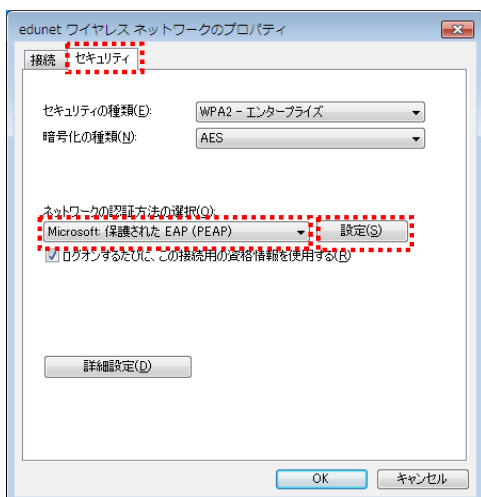 edunet ワイヤレス ネットワークのプロパティ
接続 セキュリティ
セキュリティの種類(E): WPA2 - エンタープライズ
暗号化の種類(N): AES
ネットワークの認証方法の選択(O):
Microsoft: 保護された EAP (PEAP) 設定(S)
ログオンするたびに、この接続用の資格情報を使用する(R)
詳細設定(D)
OK キャンセル